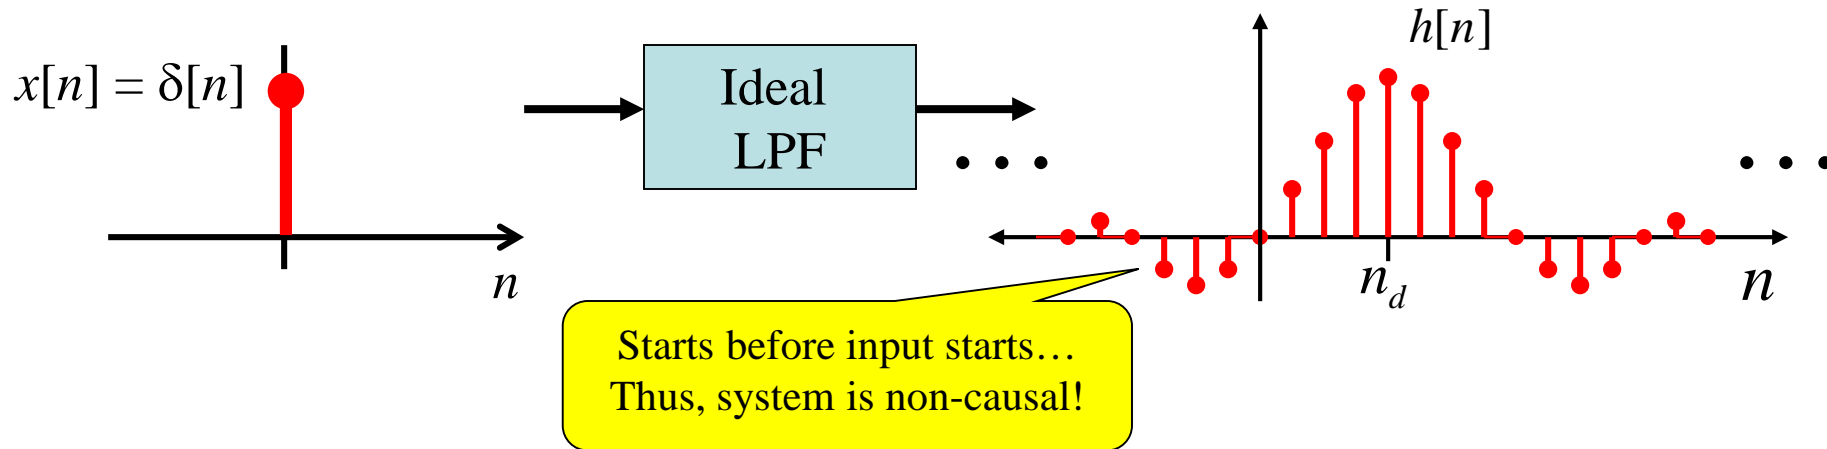 x[n] = δ[n]
n
Ideal
LPF
• • •
h[n]
• • •
n_d
n
Starts before input starts…
Thus, system is non-causal!